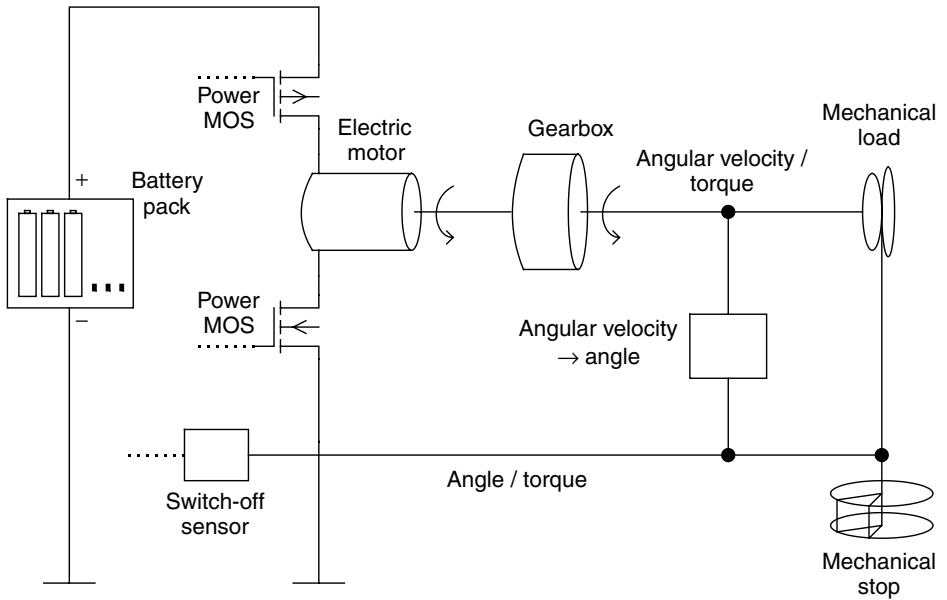 Power
MOS
Electric
motor
Gearbox
Mechanical
load
Angular velocity /
torque
+
Battery
pack
−
Power
MOS
Angular velocity
→ angle
Angle / torque
Switch-off
sensor
Mechanical
stop